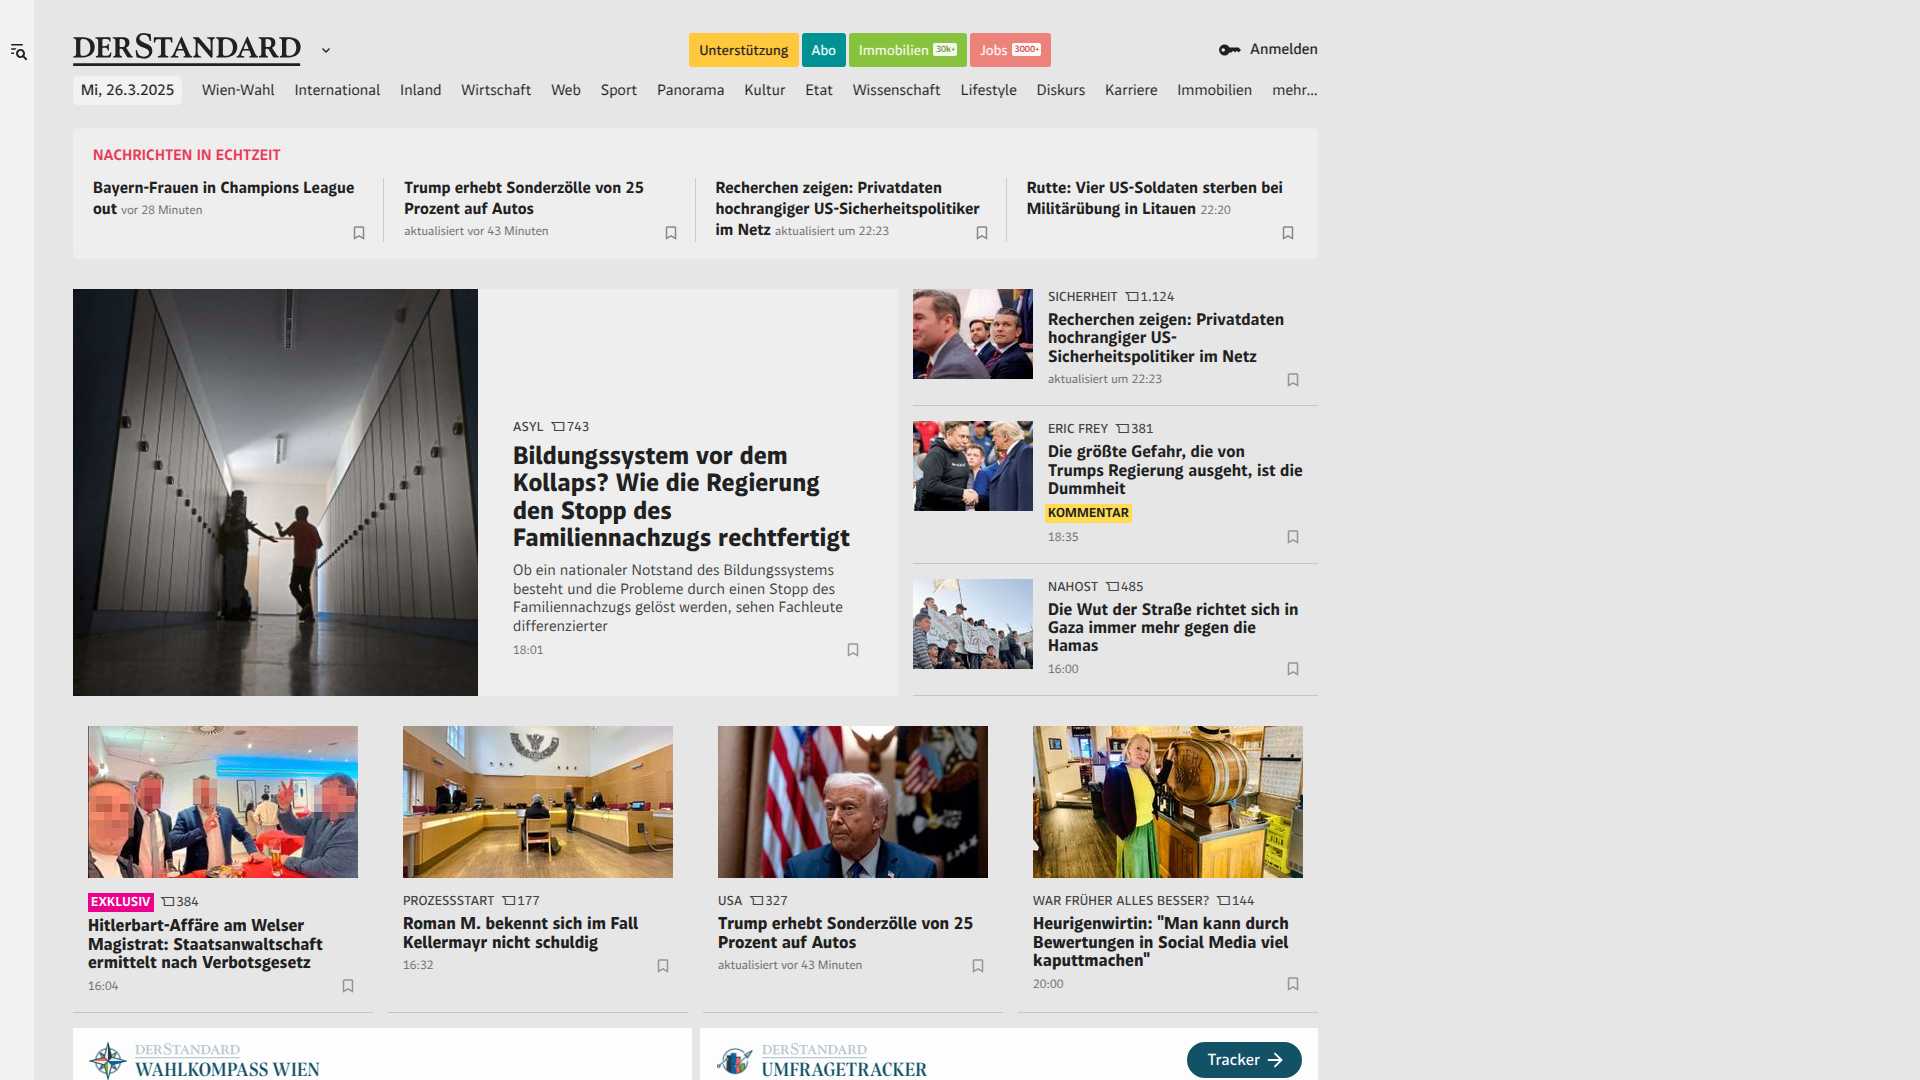 DERSTANDARD
Unterstützung
Abo
Immobilien 30k+
Jobs 3000+
Anmelden
Mi, 26.3.2025
Wien-Wahl
International
Inland
Wirtschaft
Web
Sport
Panorama
Kultur
Etat
Wissenschaft
Lifestyle
Diskurs
Karriere
Immobilien
mehr...
NACHRICHTEN IN ECHTZEIT
Bayern-Frauen in Champions League
out vor 28 Minuten
Trump erhebt Sonderzölle von 25
Prozent auf Autos
aktualisiert vor 43 Minuten
Recherchen zeigen: Privatdaten
hochrangiger US-Sicherheitspolitiker
im Netz aktualisiert um 22:23
Rutte: Vier US-Soldaten sterben bei
Militärübung in Litauen 22:20
ASYL 743
Bildungssystem vor dem
Kollaps? Wie die Regierung
den Stopp des
Familiennachzugs rechtfertigt
Ob ein nationaler Notstand des Bildungssystems
besteht und die Probleme durch einen Stopp des
Familiennachzugs gelöst werden, sehen Fachleute
differenzierter
18:01
SICHERHEIT 1.124
Recherchen zeigen: Privatdaten
hochrangiger US-
Sicherheitspolitiker im Netz
aktualisiert um 22:23
ERIC FREY 381
Die größte Gefahr, die von
Trumps Regierung ausgeht, ist die
Dummheit
KOMMENTAR
18:35
NAHOST 485
Die Wut der Straße richtet sich in
Gaza immer mehr gegen die
Hamas
16:00
EXKLUSIV 384
Hitlerbart-Affäre am Welser
Magistrat: Staatsanwaltschaft
ermittelt nach Verbotsgesetz
16:04
PROZESSSTART 177
Roman M. bekennt sich im Fall
Kellermayr nicht schuldig
16:32
USA 327
Trump erhebt Sonderzölle von 25
Prozent auf Autos
aktualisiert vor 43 Minuten
WAR FRÜHER ALLES BESSER? 144
Heurigenwirtin: "Man kann durch
Bewertungen in Social Media viel
kaputtmachen"
20:00
DERSTANDARD
WAHLKOMPASS WIEN
DERSTANDARD
UMFRAGETRACKER
Tracker